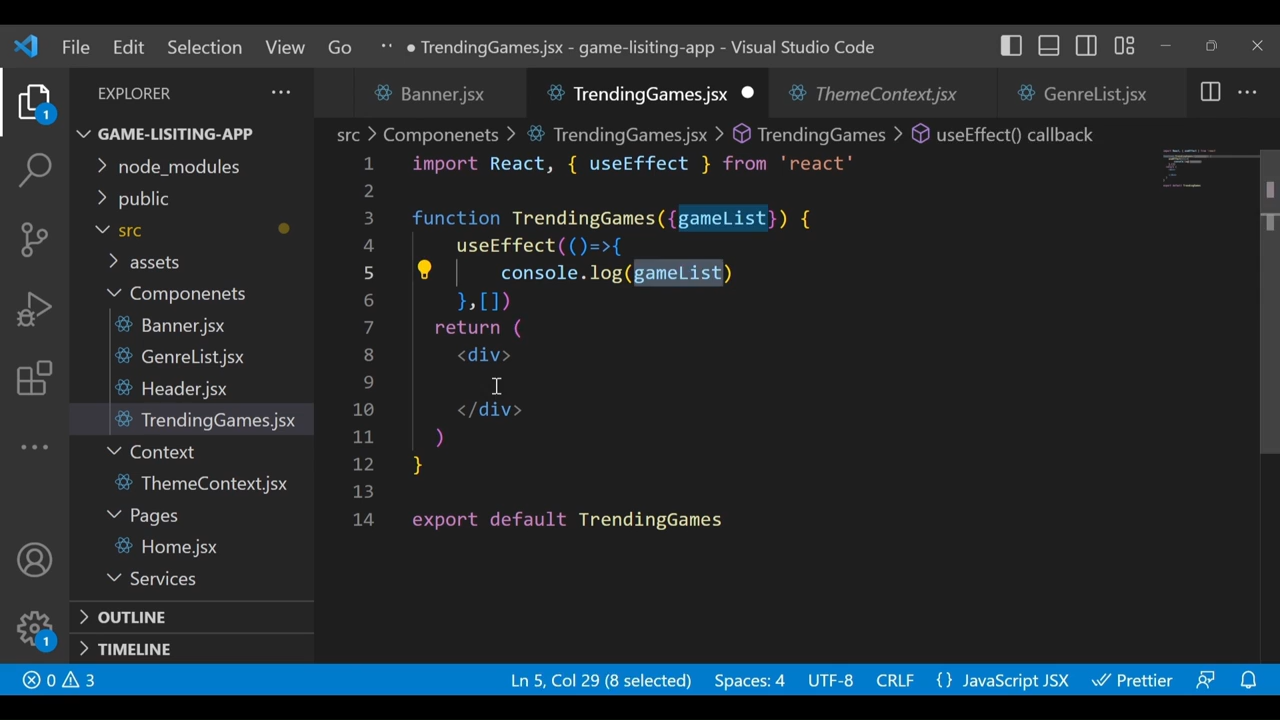 File Edit Selection View Go ·· ● TrendingGames.jsx - game-lisiting-app - Visual Studio Code
EXPLORER ···
Banner.jsx TrendingGames.jsx ● ThemeContext.jsx GenreList.jsx ···
src > Componenets > TrendingGames.jsx > TrendingGames > useEffect() callback
1
GAME-LISITING-APP
node_modules
public
src
assets
Componenets
Banner.jsx
GenreList.jsx
Header.jsx
TrendingGames.jsx
Context
ThemeContext.jsx
Pages
Home.jsx
Services
OUTLINE
TIMELINE
1
1 import React, { useEffect } from 'react'
2
3 function TrendingGames({gameList}) {
4 useEffect(()=>{
5 console.log(gameList)
6 },[])
7 return (
8 <div>
9
10 </div>
11 )
12 }
13
14 export default TrendingGames
0 3 Ln 5, Col 29 (8 selected) Spaces: 4 UTF-8 CRLF {} JavaScript JSX Prettier